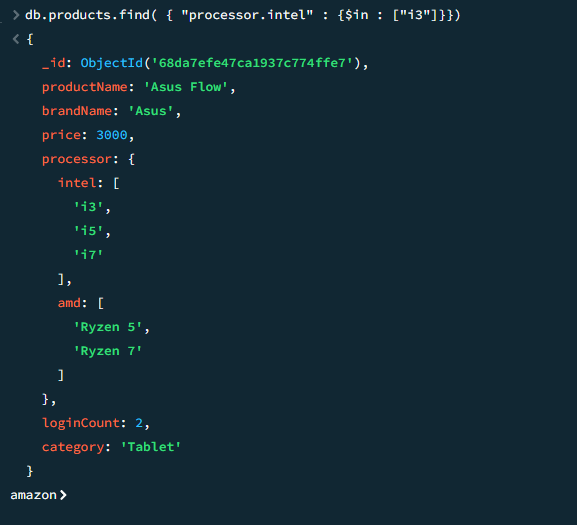 > db.products.find( { "processor.intel" : {$in : ["i3"]}})
< {
_id: ObjectId('68da7efe47ca1937c774ffe7'),
productName: 'Asus Flow',
brandName: 'Asus',
price: 3000,
processor: {
intel: [
'i3',
'i5',
'i7'
],
amd: [
'Ryzen 5',
'Ryzen 7'
]
},
loginCount: 2,
category: 'Tablet'
}
amazon>